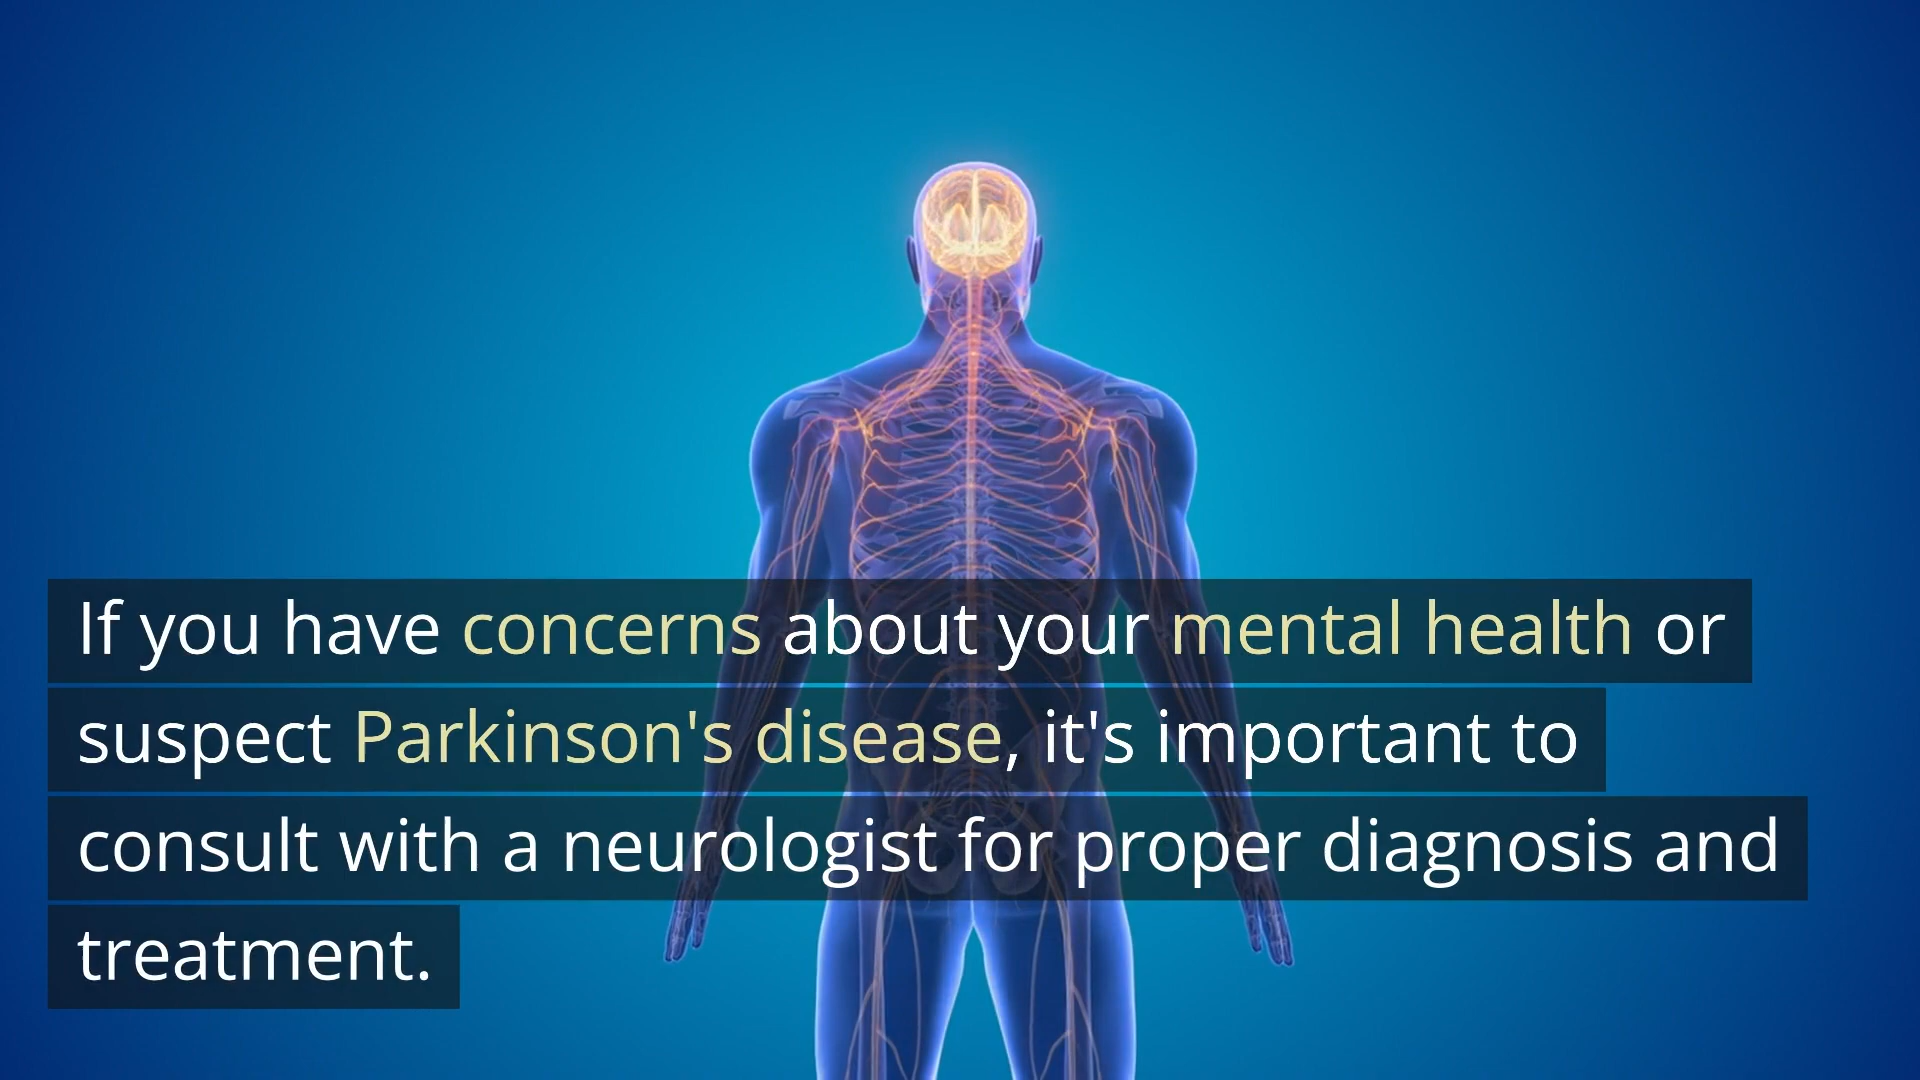 If you have concerns about your mental health or
suspect Parkinson's disease, it's important to
consult with a neurologist for proper diagnosis and
treatment.